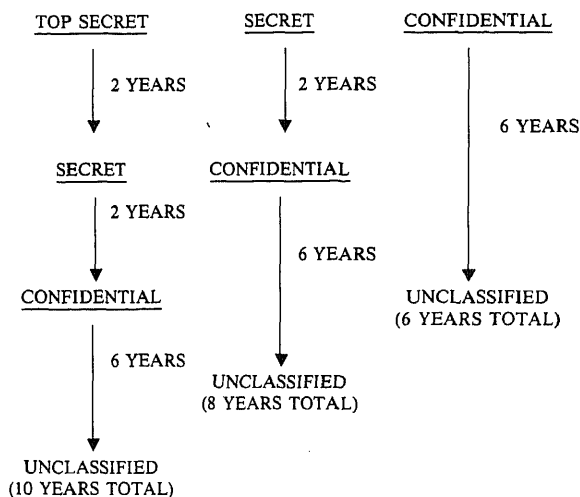 TOP SECRET
2 YEARS
SECRET
2 YEARS
CONFIDENTIAL
6 YEARS
UNCLASSIFIED
(10 YEARS TOTAL)
SECRET
2 YEARS
CONFIDENTIAL
6 YEARS
UNCLASSIFIED
(8 YEARS TOTAL)
CONFIDENTIAL
6 YEARS
UNCLASSIFIED
(6 YEARS TOTAL)